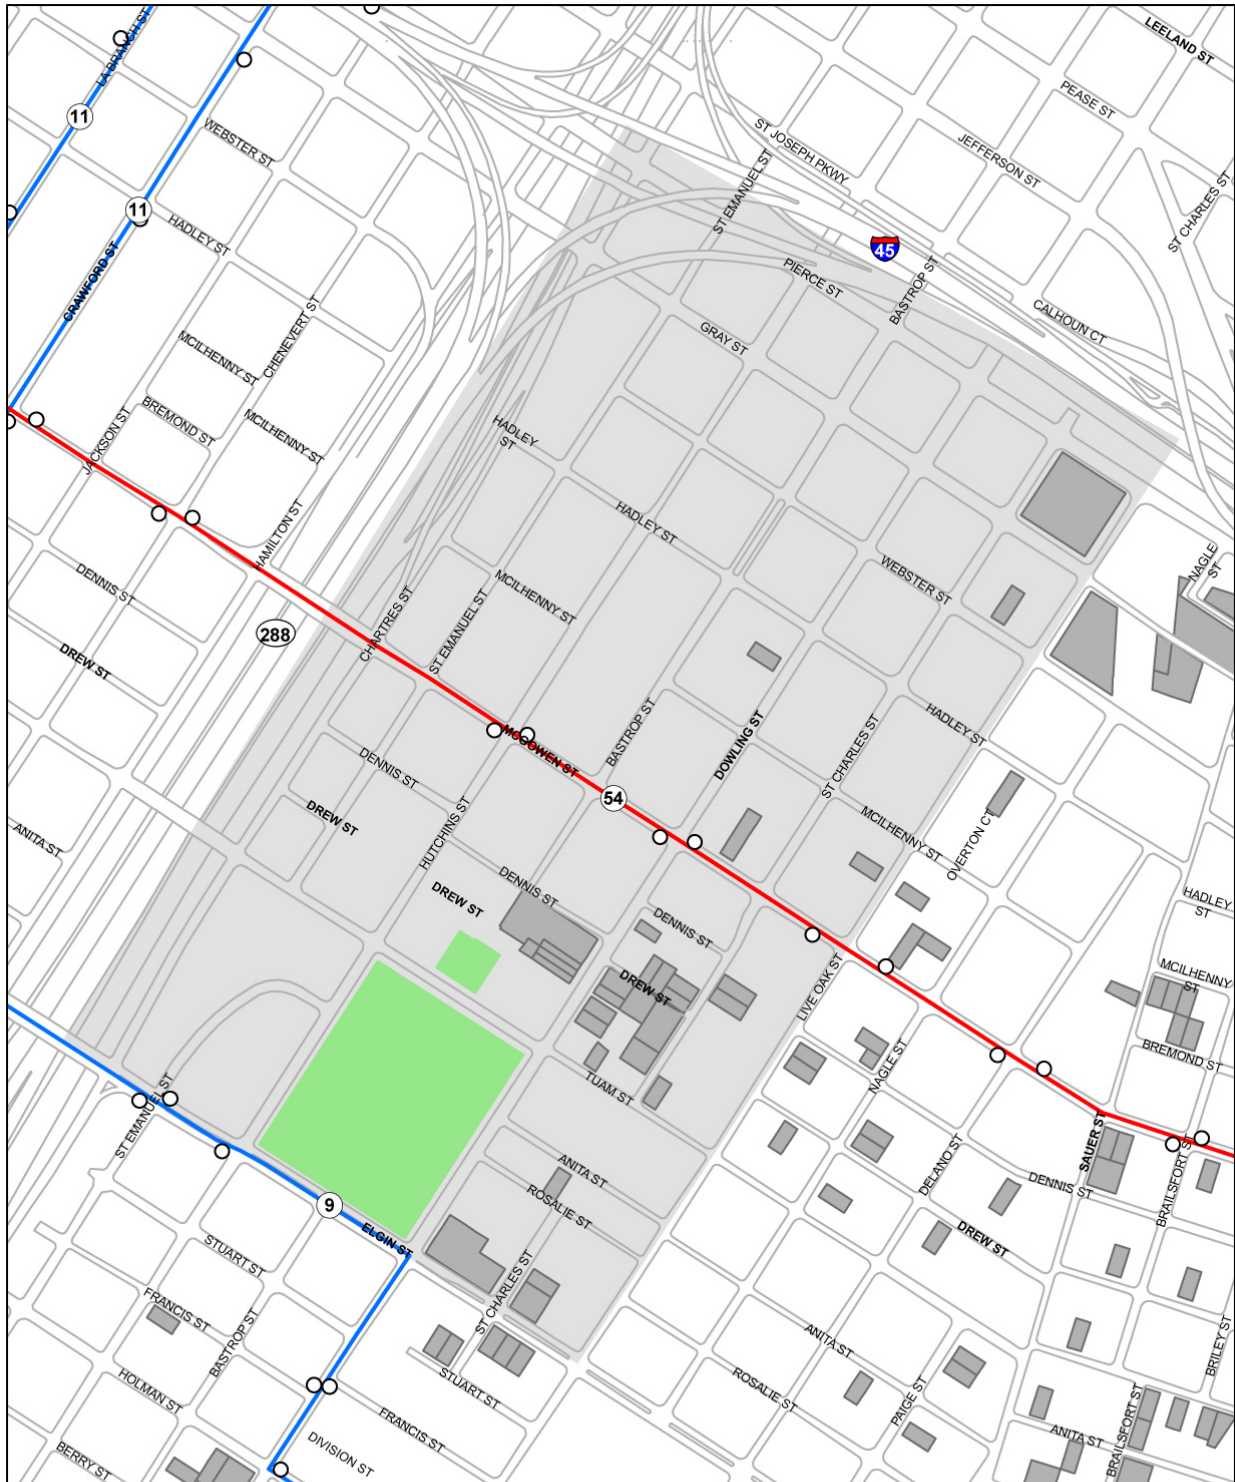 LEELAND ST
LA BRANCH ST
PEASE ST
11
WEBSTER ST
ST JOSEPH PKWY
JEFFERSON ST
ST EMANUEL ST
ST CHARLES ST
11
HADLEY ST
45
CRAWFORD ST
PIERCE ST
BASTROP ST
CHENEVERT ST
CALHOUN CT
GRAY ST
MCILHENNY ST
BREMOND ST
MCILHENNY ST
HADLEY
ST
JACKSON ST
HADLEY ST
HAMILTON ST
WEBSTER ST
NAGLE
ST
DENNIS ST
MCILHENNY ST
CHARTRES ST
ST EMANUEL ST
288
DREW ST
BASTROP ST
HADLEY ST
DOWLING ST
MCGOWEN ST
ST CHARLES ST
DENNIS ST
54
DREW ST
HUTCHINS ST
MCILHENNY ST
OVERTON CT
ANITA ST
DENNIS ST
DREW ST
HADLEY
ST
DENNIS ST
DREW ST
LIVE OAK ST
MCILHENNY
ST
BREMOND ST
NAGLE ST
TUAM ST
ST EMANUEL ST
SAUER ST
ANITA ST
DELANO ST
DENNIS ST
BRAILSFORT ST
ROSALIE ST
9
ELGIN ST
DREW ST
STUART ST
ST CHARLES ST
FRANCIS ST
BASTROP ST
ANITA ST
BRILEY ST
HOLMAN ST
STUART ST
ROSALIE ST
PAIGE ST
BRAILSFORT ST
FRANCIS ST
ANITA ST
DIVISION ST
BERRY ST